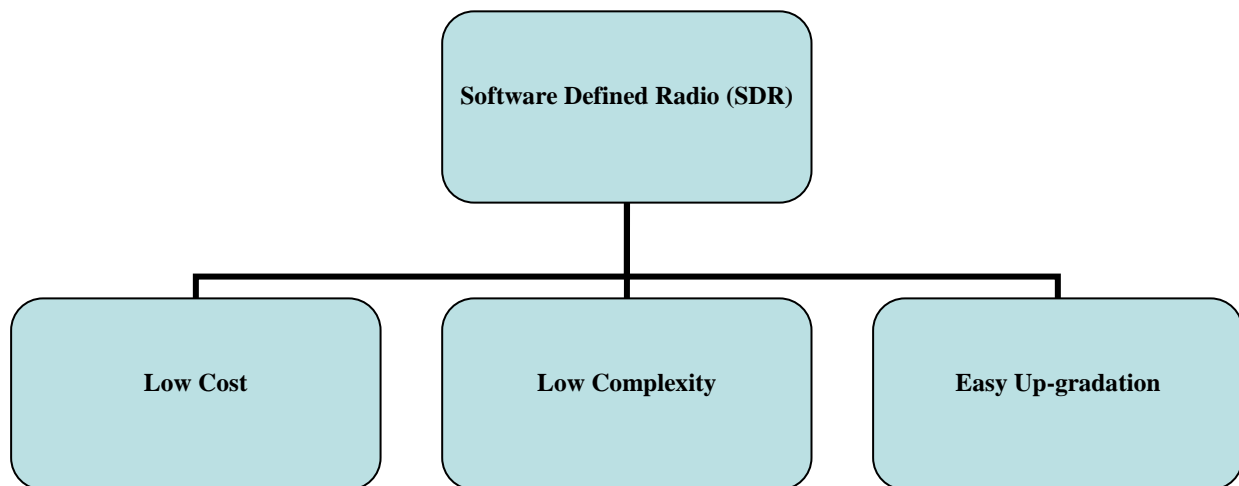 Software Defined Radio (SDR)
Low Cost
Low Complexity
Easy Up-gradation